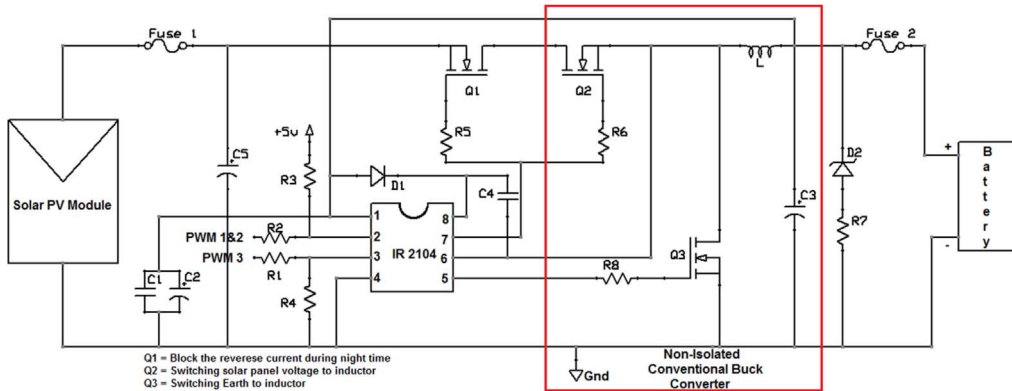 Fuse 1
Fuse 2
L
Q1
Q2
R5
R6
+5v
C5
R3
D1
C4
D2
C3
R7
+
Battery
-
Solar PV Module
1
8
R2
PWM 1&2
2
7
IR 2104
PWM 3
R1
3
6
4
5
R8
Q3
C1
C2
R4
Q1 = Block the reverese current during night time
Q2 = Switching solar panel voltage to inductor
Q3 = Switching Earth to inductor
Gnd
Non-Isolated
Conventional Buck
Converter